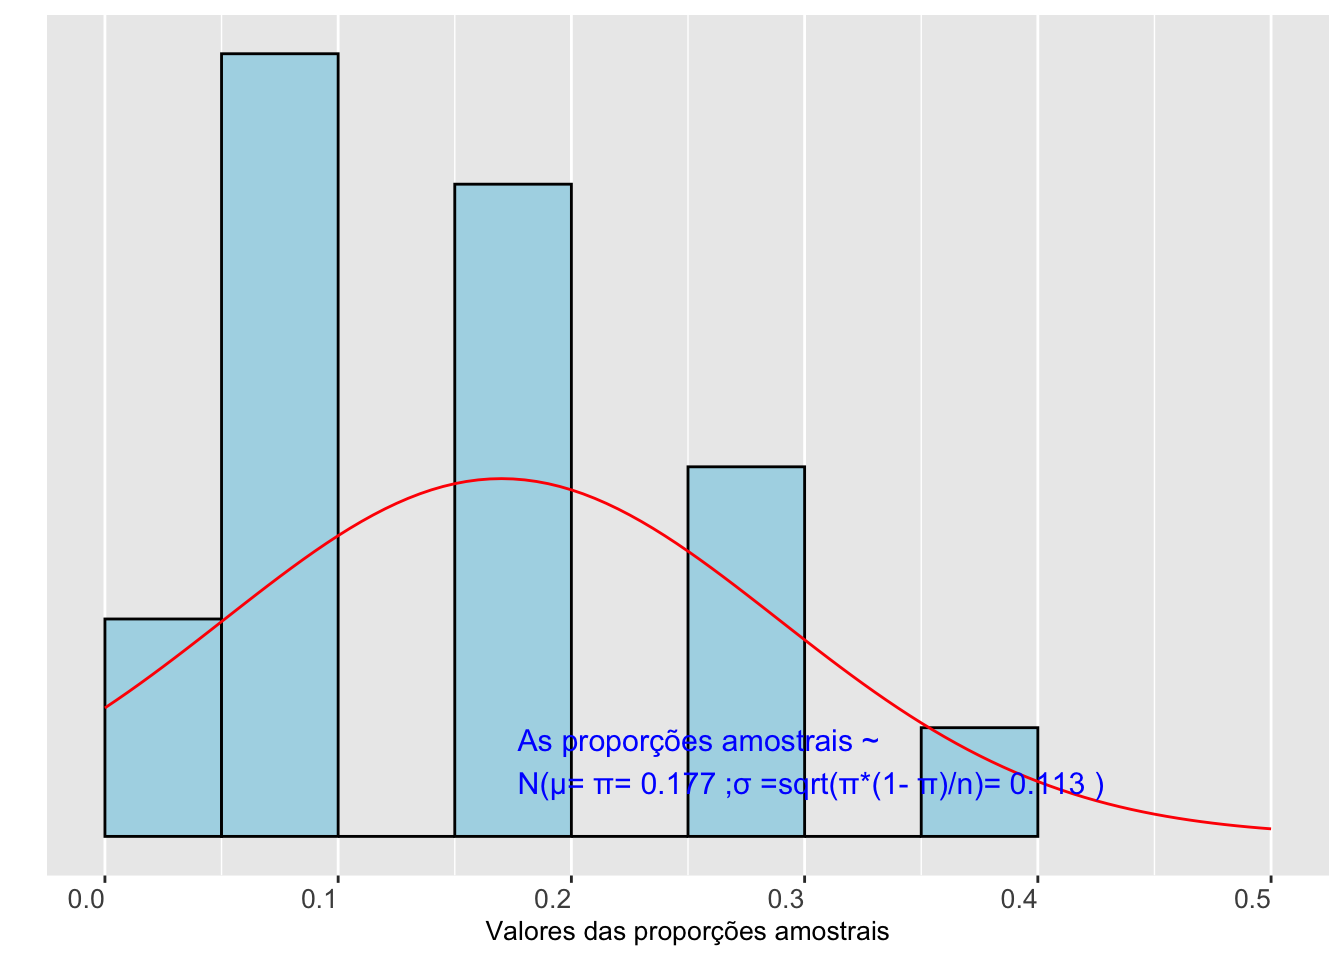 As proporções amostrais ~
N(μ= π= 0.177 ;σ =sqrt(π*(1- π)/n)= 0.113 )
0.0 0.1 0.2 0.3 0.4 0.5
Valores das proporções amostrais